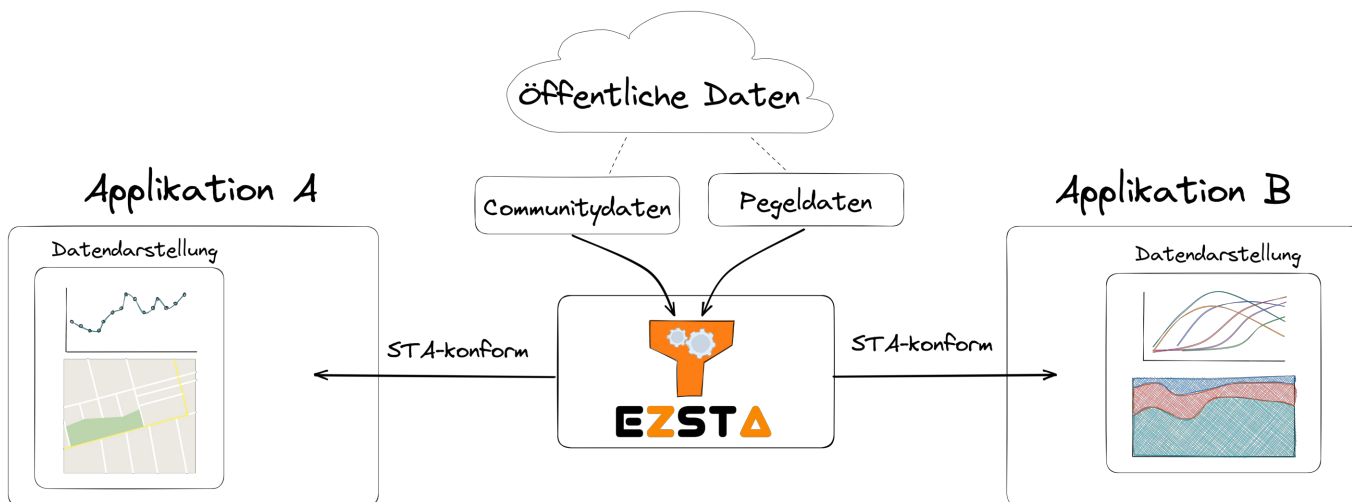 Öffentliche Daten
Applikation A
Communitydaten
Pegeldaten
Applikation B
Datendarstellung
Datendarstellung
STA-konform
STA-konform
EZSTA